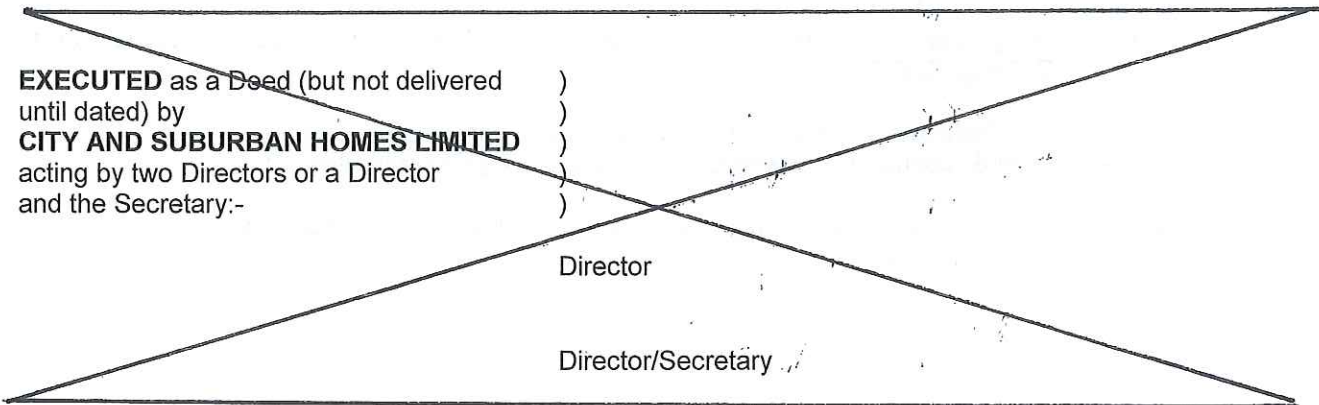 EXECUTED as a Deed (but not delivered )
until dated) by )
CITY AND SUBURBAN HOMES LIMITED )
acting by two Directors or a Director )
and the Secretary:- )
Director
Director/Secretary